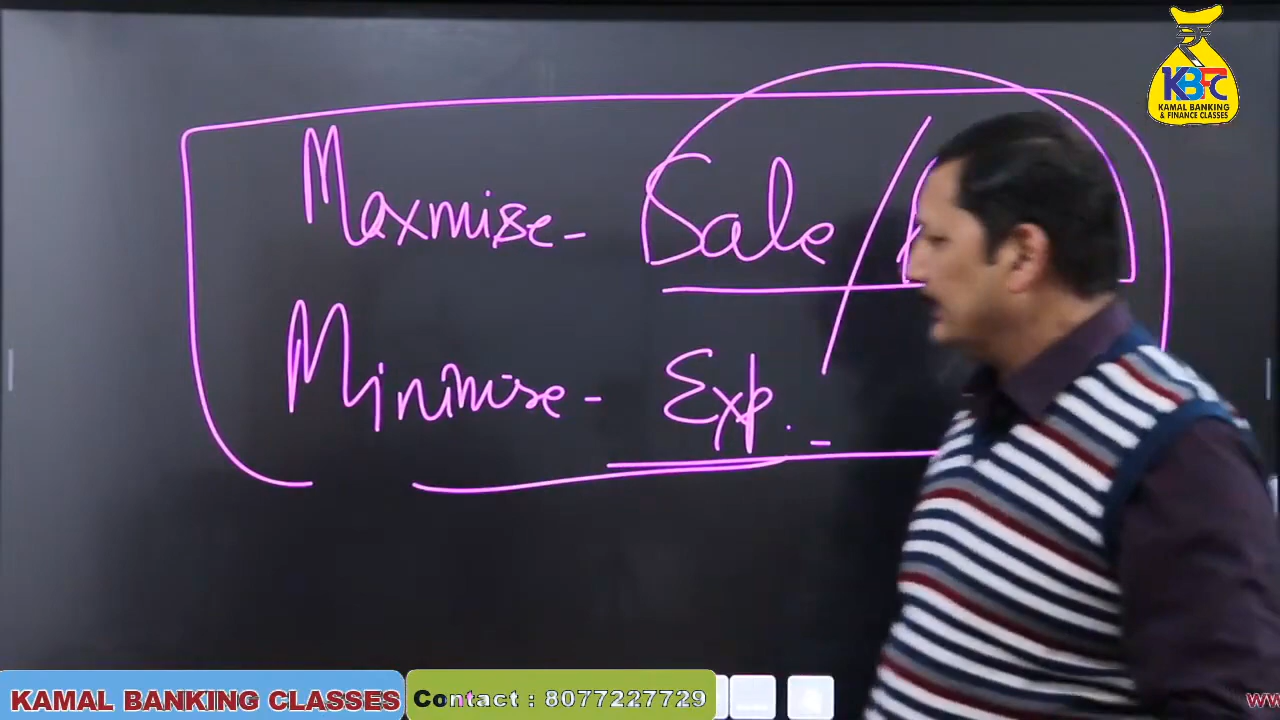 KBFC
KAMAL BANKING
& FINANCE CLASSES
Maxmise - Sale /
Minimise - Exp. -
KAMAL BANKING CLASSES
Contact : 8077227729